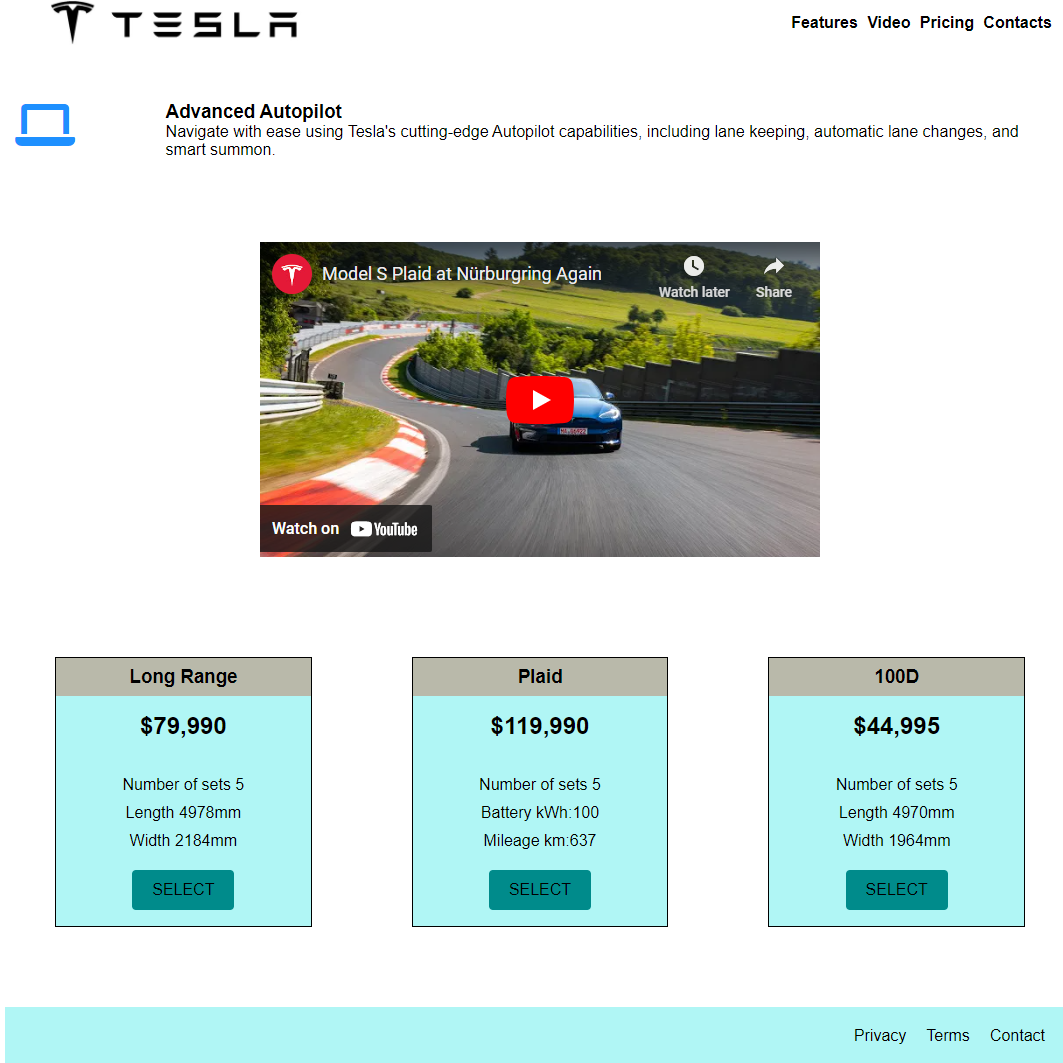 TESLA
Features Video Pricing Contacts
Advanced Autopilot
Navigate with ease using Tesla's cutting-edge Autopilot capabilities, including lane keeping, automatic lane changes, and
smart summon.
Model S Plaid at Nürburgring Again
Watch later
Share
Watch on YouTube
Long Range
$79,990
Number of sets 5
Length 4978mm
Width 2184mm
SELECT
Plaid
$119,990
Number of sets 5
Battery kWh:100
Mileage km:637
SELECT
100D
$44,995
Number of sets 5
Length 4970mm
Width 1964mm
SELECT
Privacy Terms Contact